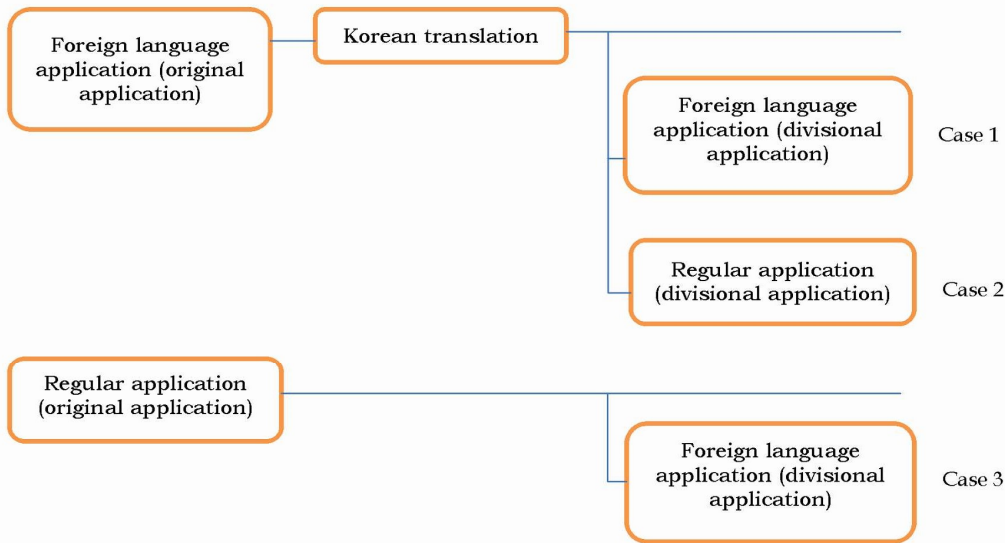 Foreign language
application (original
application)
Korean translation
Foreign language
application (divisional
application)
Case 1
Regular application
(divisional application)
Case 2
Regular application
(original application)
Foreign language
application (divisional
application)
Case 3